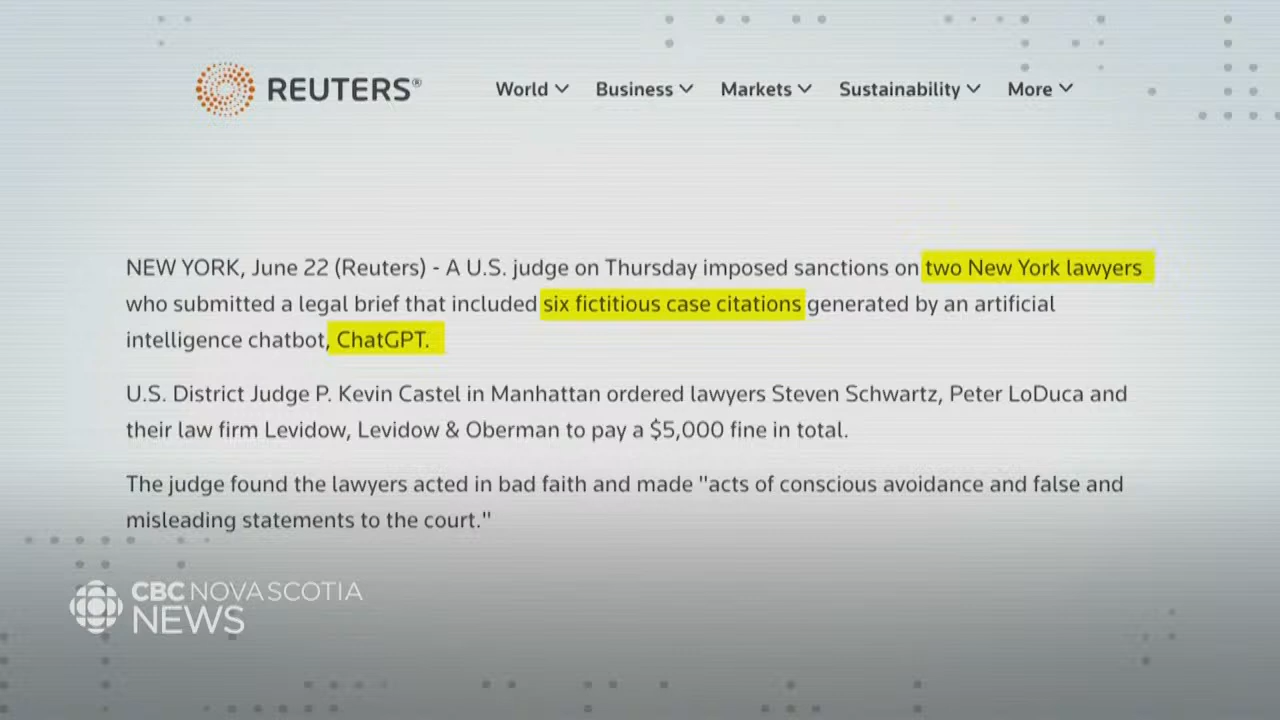 REUTERS®
World Business Markets Sustainability More
NEW YORK, June 22 (Reuters) - A U.S. judge on Thursday imposed sanctions on two New York lawyers
who submitted a legal brief that included six fictitious case citations generated by an artificial
intelligence chatbot, ChatGPT.
U.S. District Judge P. Kevin Castel in Manhattan ordered lawyers Steven Schwartz, Peter LoDuca and
their law firm Levidow, Levidow & Oberman to pay a $5,000 fine in total.
The judge found the lawyers acted in bad faith and made "acts of conscious avoidance and false and
misleading statements to the court."
CBC NOVA SCOTIA
NEWS